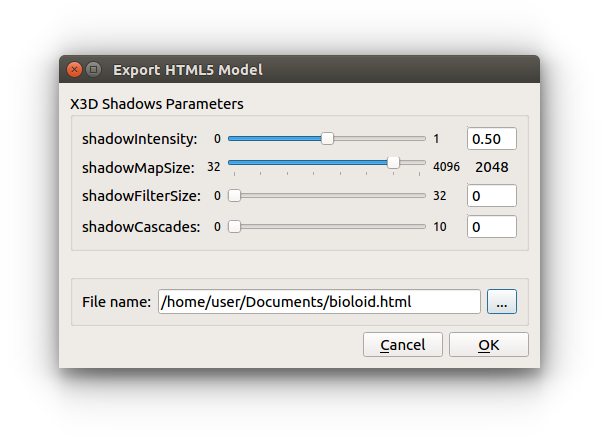 Export HTML5 Model
X3D Shadows Parameters
shadowIntensity: 0 1 0.50
shadowMapSize: 32 4096 2048
shadowFilterSize: 0 32 0
shadowCascades: 0 10 0
File name: /home/user/Documents/bioloid.html ...
Cancel OK